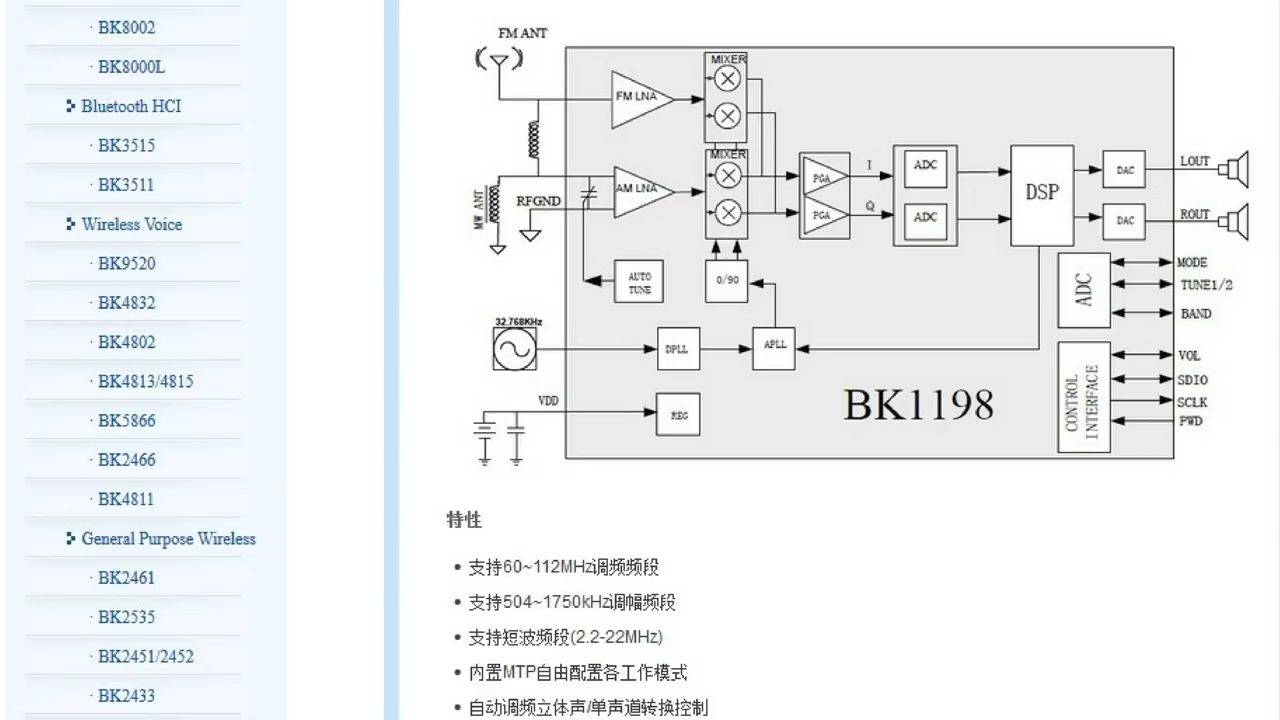 BK8002
BK8000L
Bluetooth HCI
BK3515
BK3511
Wireless Voice
BK9520
BK4832
BK4802
BK4813/4815
BK5866
BK2466
BK4811
General Purpose Wireless
BK2461
BK2535
BK2451/2452
BK2433
FM ANT
MIXER
FM LNA
MIXER
AM LNA
MW ANT
RFGND
PGA
PGA
I
Q
ADC
ADC
DSP
DAC
DAC
LOUT
ROUT
AUTO
TUNE
0/90
ADC
MODE
TUNE1/2
BAND
32.768KHz
DPLL
APLL
VDD
REG
BK1198
CONTROL
INTERFACE
VOL
SDIO
SCLK
PWD
特性
• 支持60~112MHz调频频段
• 支持504~1750kHz调幅频段
• 支持短波频段(2.2-22MHz)
• 内置MTP自由配置各工作模式
• 自动调频立体声/单声道转换控制